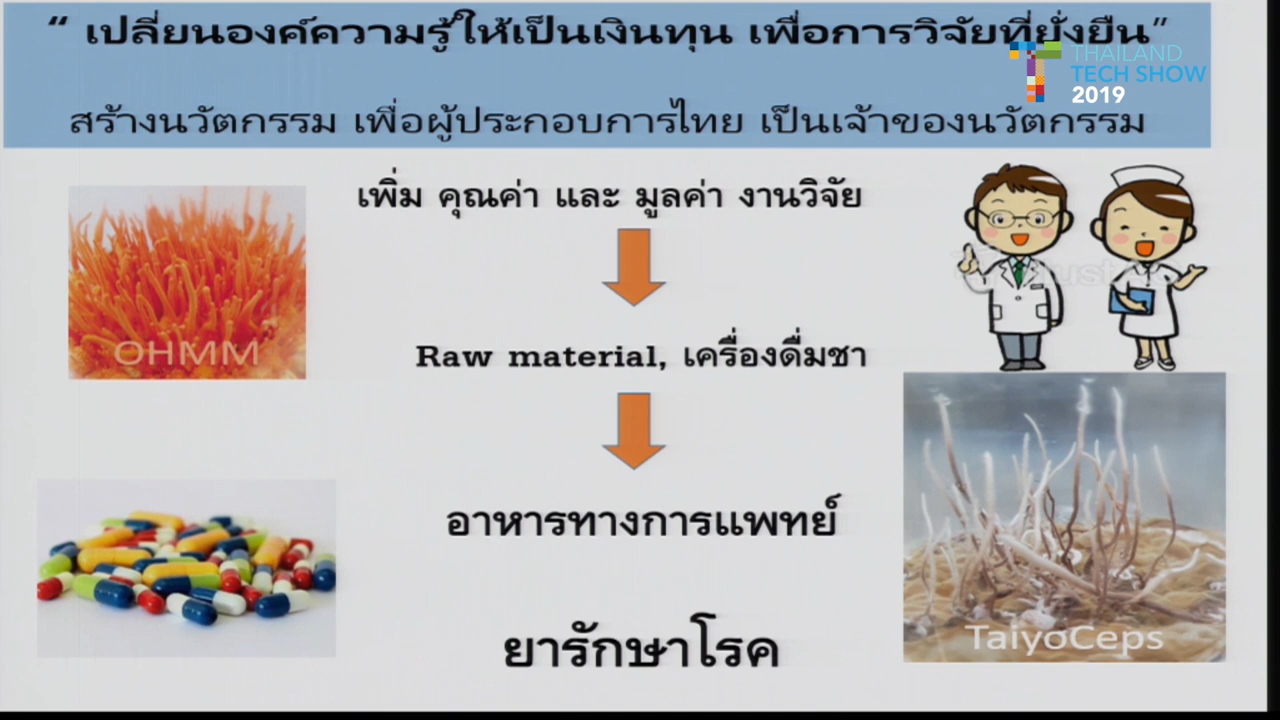 “ เปลี่ยนองค์ความรู้ให้เป็นเงินทุน เพื่อการวิจัยที่ยั่งยืน”
THAILAND
TECH SHOW
2019
สร้างนวัตกรรม เพื่อผู้ประกอบการไทย เป็นเจ้าของนวัตกรรม
เพิ่ม คุณค่า และ มูลค่า งานวิจัย
OHMM
Raw material, เครื่องดื่มชา
อาหารทางการแพทย์
TaiyoCeps
ยารักษาโรค